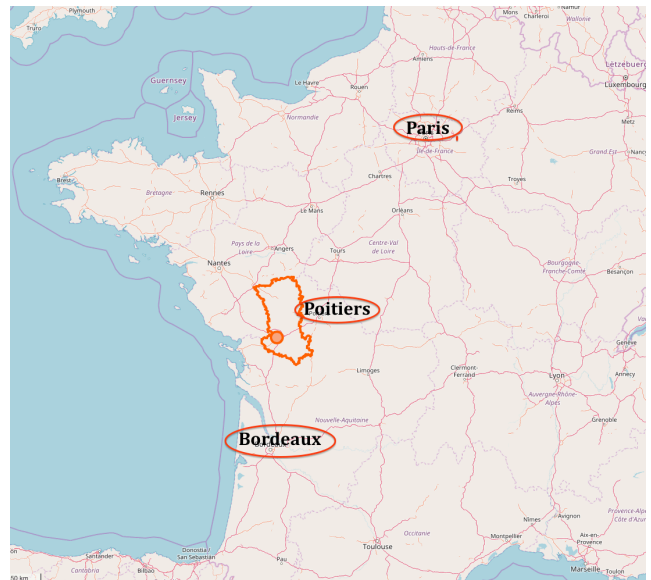 Plymouth
Truro
Mons
Charleroi
Namur
Wallonie
Hauts-de-France
Amiens
Lëtzebuerg
Luxembourg
Guernsey
Le Havre
Rouen
Jersey
Normandie
Reims
Metz
Paris
Île-de-France
Nancy
Grand Est
Brest
Bretagne
Rennes
Chartres
Troyes
Le Mans
Orléans
Pays de la
Loire
Angers
Tours
Centre-Val
de Loire
Nantes
Bourgogne-
Franche-Comté
Besançon
Poitiers
Genève
Limoges
Clermont-
Ferrand
Lyon
Annecy
Auvergne-Rhône-
Alpes
Grenoble
Nouvelle-Aquitaine
Bordeaux
Occitanie
Nîmes
Avignon
Provence-Alpes-
Côte d'Azur
Aix-en-
Provence
Toulouse
Montpellier
Donostia /
San Sebastián
Santander
Bilbao
Cantabria
Pau
Marseille
Toulon
50 km